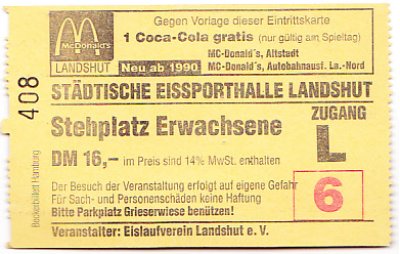 Gegen Vorlage dieser Eintrittskarte
1 Coca-Cola gratis (nur gültig am Spieltag)
McDonald's
MC-Donald's, Altstadt
LANDSHUT
Neu ab 1990
MC-Donald's, Autobahnausf. La.-Nord
408
STÄDTISCHE EISSPORTHALLE LANDSHUT
Stehplatz Erwachsene
ZUGANG
L
DM 16,- im Preis sind 14% MwSt. enthalten
Der Besuch der Veranstaltung erfolgt auf eigene Gefahr
Für Sach- und Personenschäden keine Haftung
Bitte Parkplatz Grieserwiese benützen!
6
Veranstalter: Eislaufverein Landshut e. V.
Beckerbillett Hamburg